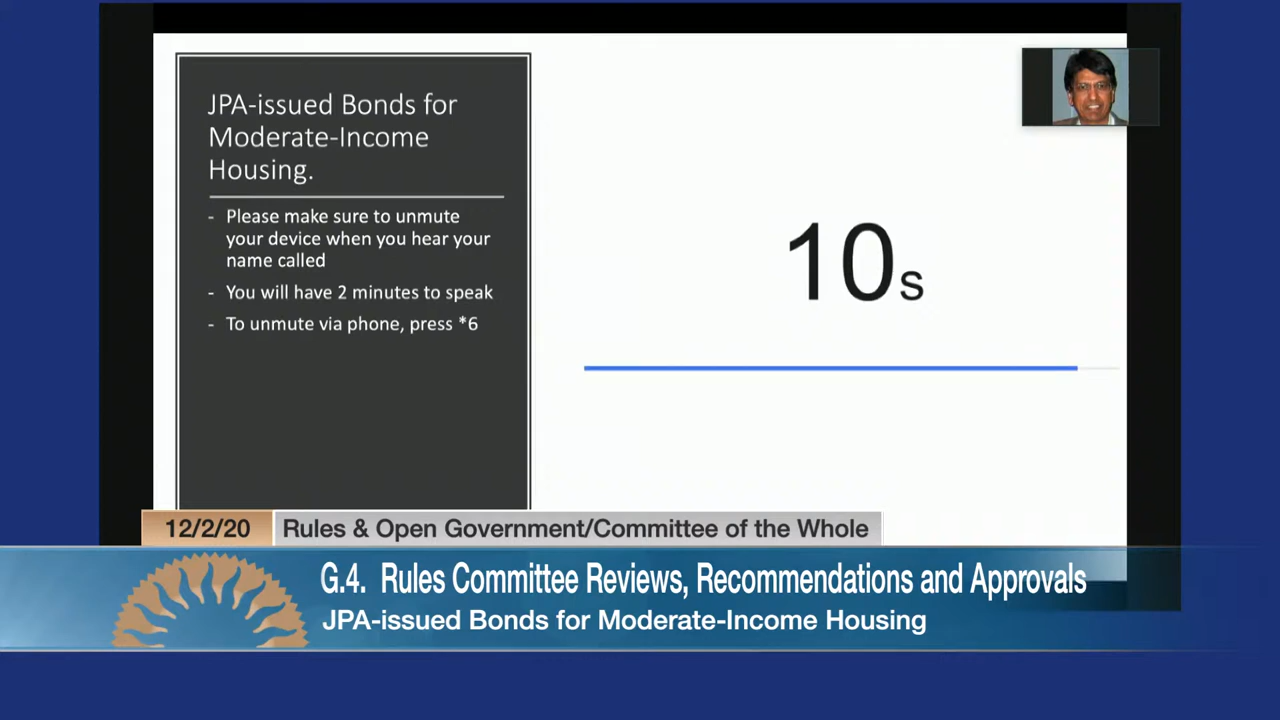 JPA-issued Bonds for
Moderate-Income
Housing.
- Please make sure to unmute
your device when you hear your
name called
- You will have 2 minutes to speak
- To unmute via phone, press *6
10s
12/2/20 Rules & Open Government/Committee of the Whole
G.4. Rules Committee Reviews, Recommendations and Approvals
JPA-issued Bonds for Moderate-Income Housing